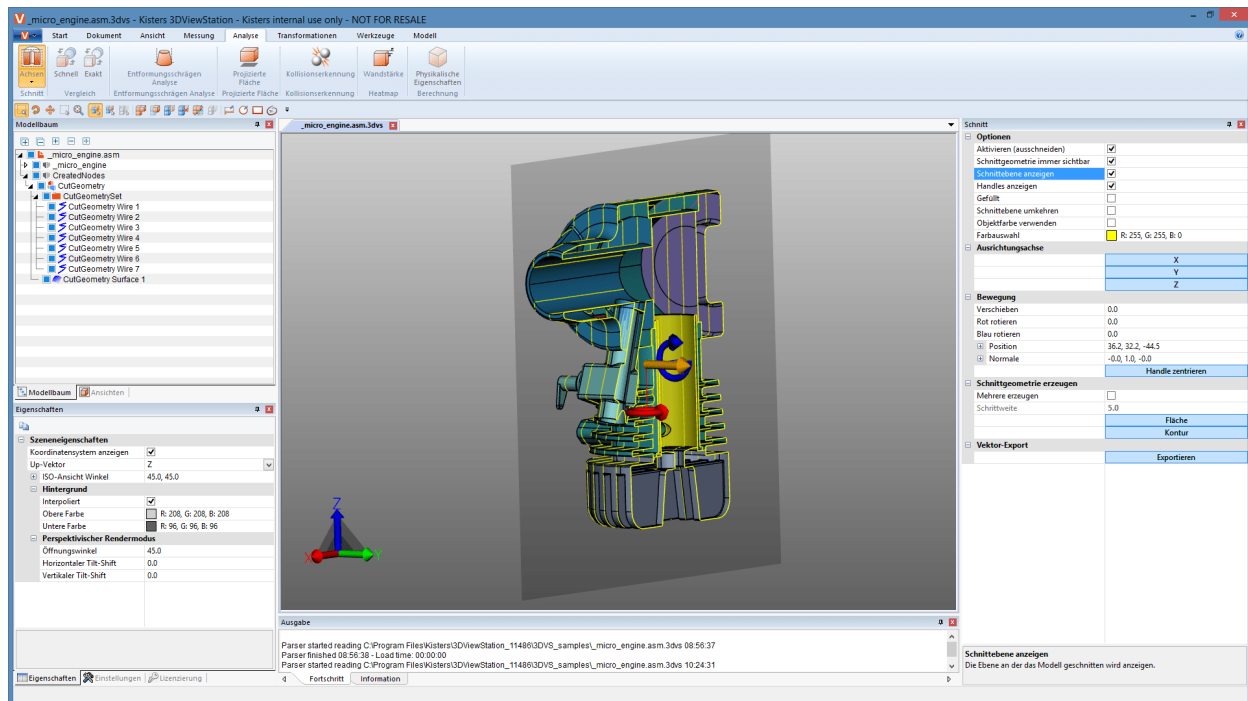 _micro_engine.asm.3dvs - Kisters 3DViewStation - Kisters internal use only - NOT FOR RESALE
Start Dokument Ansicht Messung Analyse Transformationen Werkzeuge Modell
Achsen Schnell Exakt Entformungsschrägen Analyse Projizierte Fläche Kollisionserkennung Wandstärke Physikalische Eigenschaften
Schnitt Vergleich Entformungsschrägen Analyse Projizierte Fläche Kollisionserkennung Heatmap Berechnung
Modellbaum
_micro_engine.asm
_micro_engine
CreatedNodes
CutGeometry
CutGeometrySet
CutGeometry Wire 1
CutGeometry Wire 2
CutGeometry Wire 3
CutGeometry Wire 4
CutGeometry Wire 5
CutGeometry Wire 6
CutGeometry Wire 7
CutGeometry Surface 1
Modellbaum Ansichten
Eigenschaften
Szeneneigenschaften
Koordinatensystem anzeigen
Up-Vektor Z
ISO-Ansicht Winkel 45.0, 45.0
Hintergrund
Interpoliert
Obere Farbe R: 208, G: 208, B: 208
Untere Farbe R: 96, G: 96, B: 96
Perspektivischer Rendermodus
Öffnungswinkel 45.0
Horizontaler Tilt-Shift 0.0
Vertikaler Tilt-Shift 0.0
Eigenschaften Einstellungen Lizenzierung
_micro_engine.asm.3dvs
Z
X
Y
Ausgabe
Parser started reading C:\Program Files\Kisters\3DViewStation_11486\3DVS_samples\_micro_engine.asm.3dvs 08:56:37
Parser finished 08:56:38 - Load time: 00:00:00
Parser started reading C:\Program Files\Kisters\3DViewStation_11486\3DVS_samples\_micro_engine.asm.3dvs 10:24:31
Fortschritt Information
Schnitt
Optionen
Aktivieren (ausschneiden)
Schnittgeometrie immer sichtbar
Schnittebene anzeigen
Handles anzeigen
Gefüllt
Schnittebene umkehren
Objektfarbe verwenden
Farbauswahl R: 255, G: 255, B: 0
Ausrichtungsachse
X
Y
Z
Bewegung
Verschieben 0.0
Rot rotieren 0.0
Blau rotieren 0.0
Position 36.2, 32.2, -44.5
Normale -0.0, 1.0, -0.0
Handle zentrieren
Schnittgeometrie erzeugen
Mehrere erzeugen
Schrittweite 5.0
Fläche
Kontur
Vektor-Export
Exportieren
Schnittebene anzeigen
Die Ebene an der das Modell geschnitten wird anzeigen.